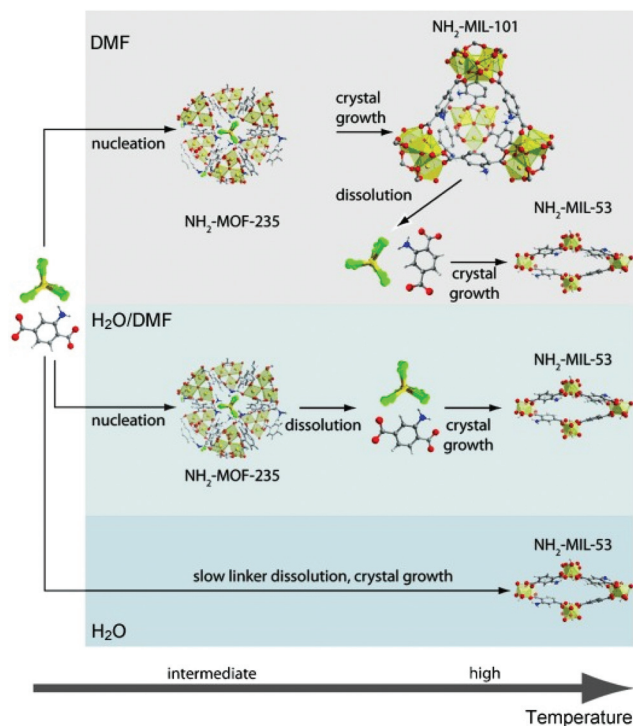 DMF
NH2-MIL-101
nucleation
crystal
growth
NH2-MOF-235
dissolution
NH2-MIL-53
crystal
growth
H2O/DMF
NH2-MIL-53
nucleation
dissolution
crystal
growth
NH2-MOF-235
NH2-MIL-53
slow linker dissolution, crystal growth
H2O
intermediate
high
Temperature